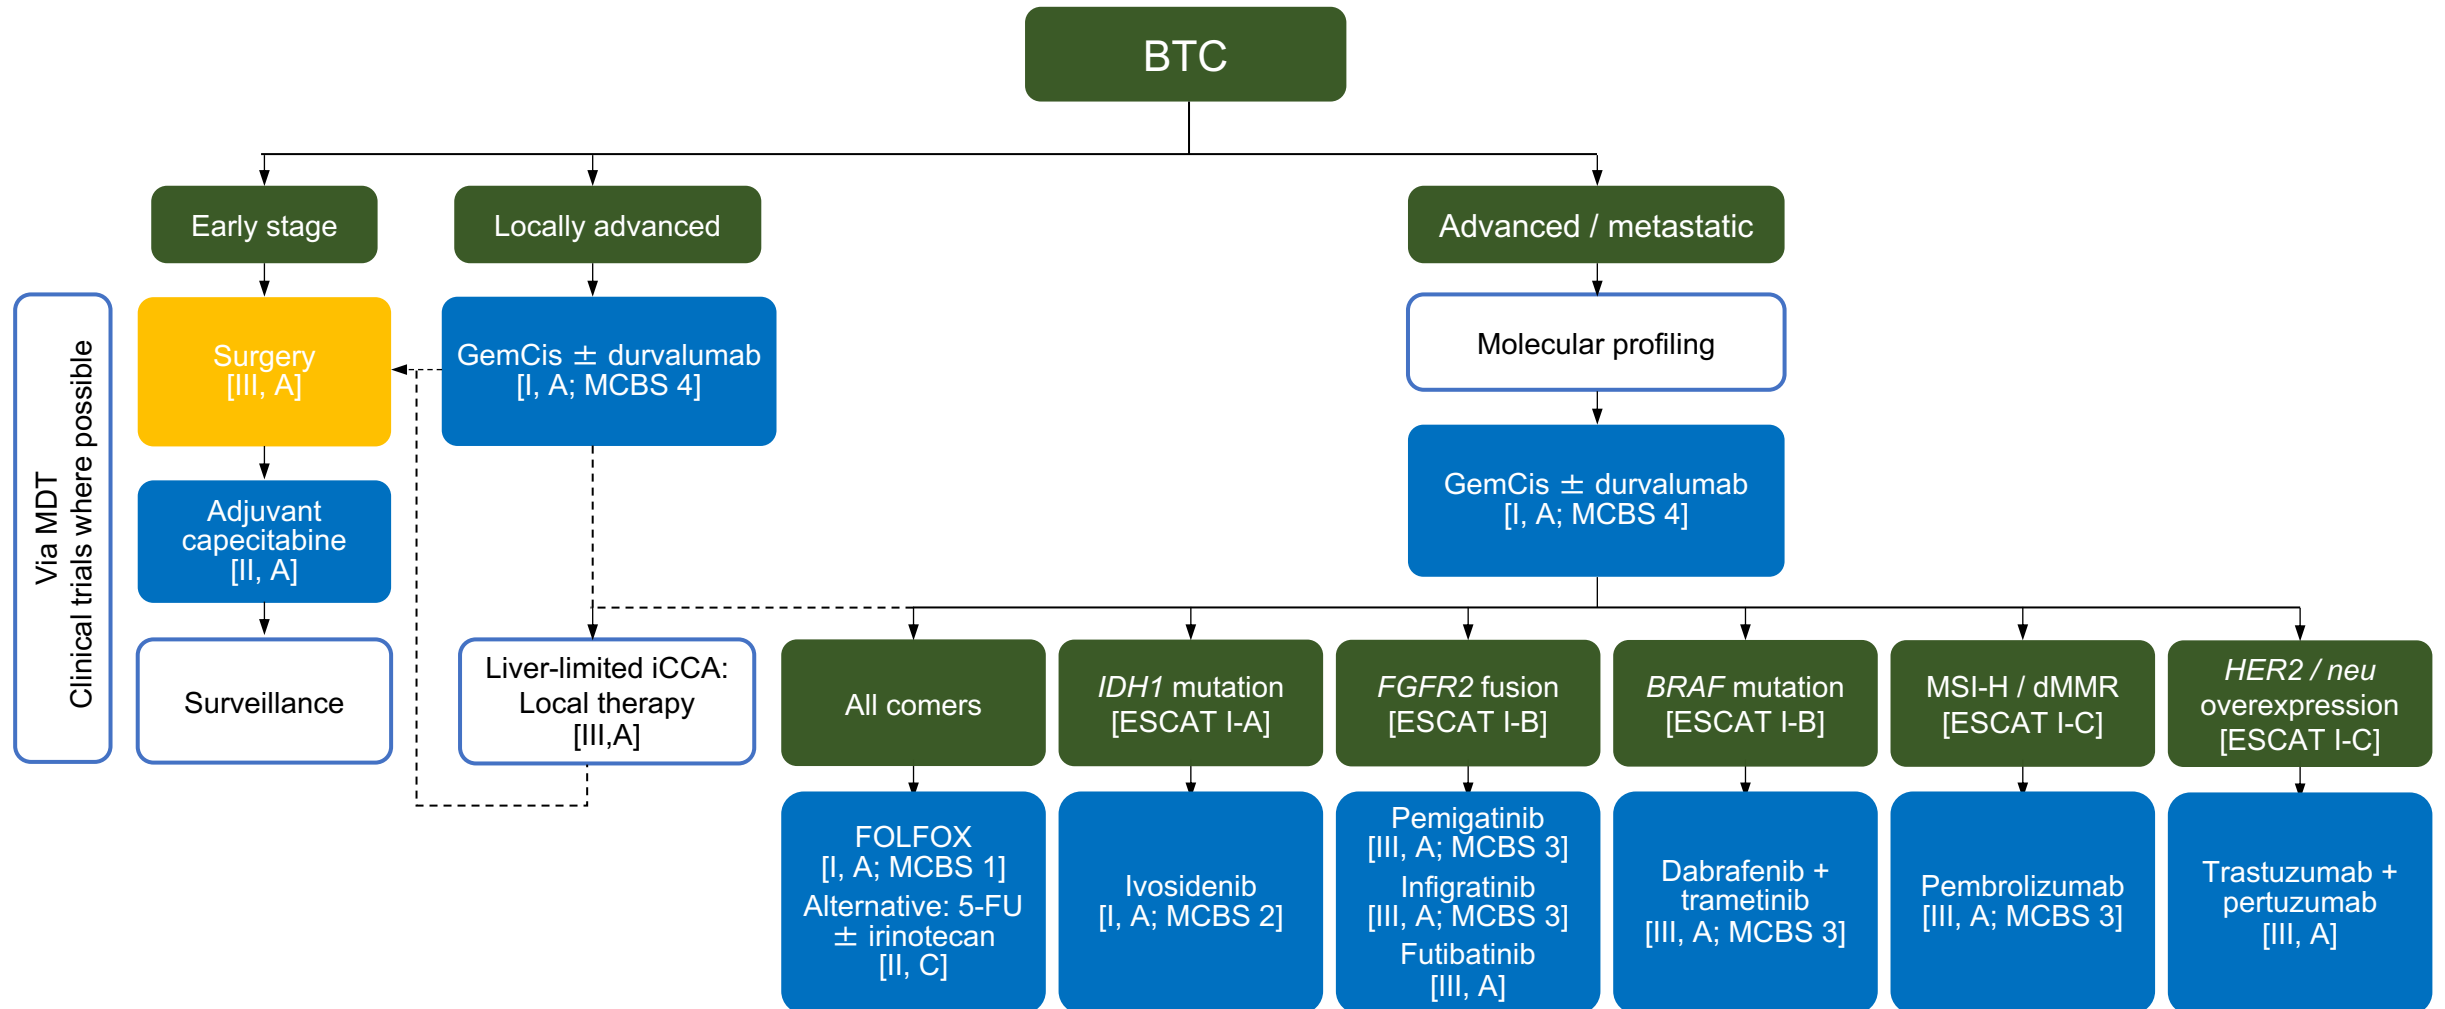 BTC
Early stage
Locally advanced
Advanced / metastatic
Via MDT
Clinical trials where possible
Surgery
[III, A]
GemCis ± durvalumab
[I, A; MCBS 4]
Molecular profiling
GemCis ± durvalumab
[I, A; MCBS 4]
Adjuvant
capecitabine
[II, A]
Surveillance
Liver-limited iCCA:
Local therapy
[III,A]
All comers
IDH1 mutation
[ESCAT I-A]
FGFR2 fusion
[ESCAT I-B]
BRAF mutation
[ESCAT I-B]
MSI-H / dMMR
[ESCAT I-C]
HER2 / neu
overexpression
[ESCAT I-C]
FOLFOX
[I, A; MCBS 1]
Alternative: 5-FU
± irinotecan
[II, C]
Ivosidenib
[I, A; MCBS 2]
Pemigatinib
[III, A; MCBS 3]
Infigratinib
[III, A; MCBS 3]
Futibatinib
[III, A]
Dabrafenib +
trametinib
[III, A; MCBS 3]
Pembrolizumab
[III, A; MCBS 3]
Trastuzumab +
pertuzumab
[III, A]